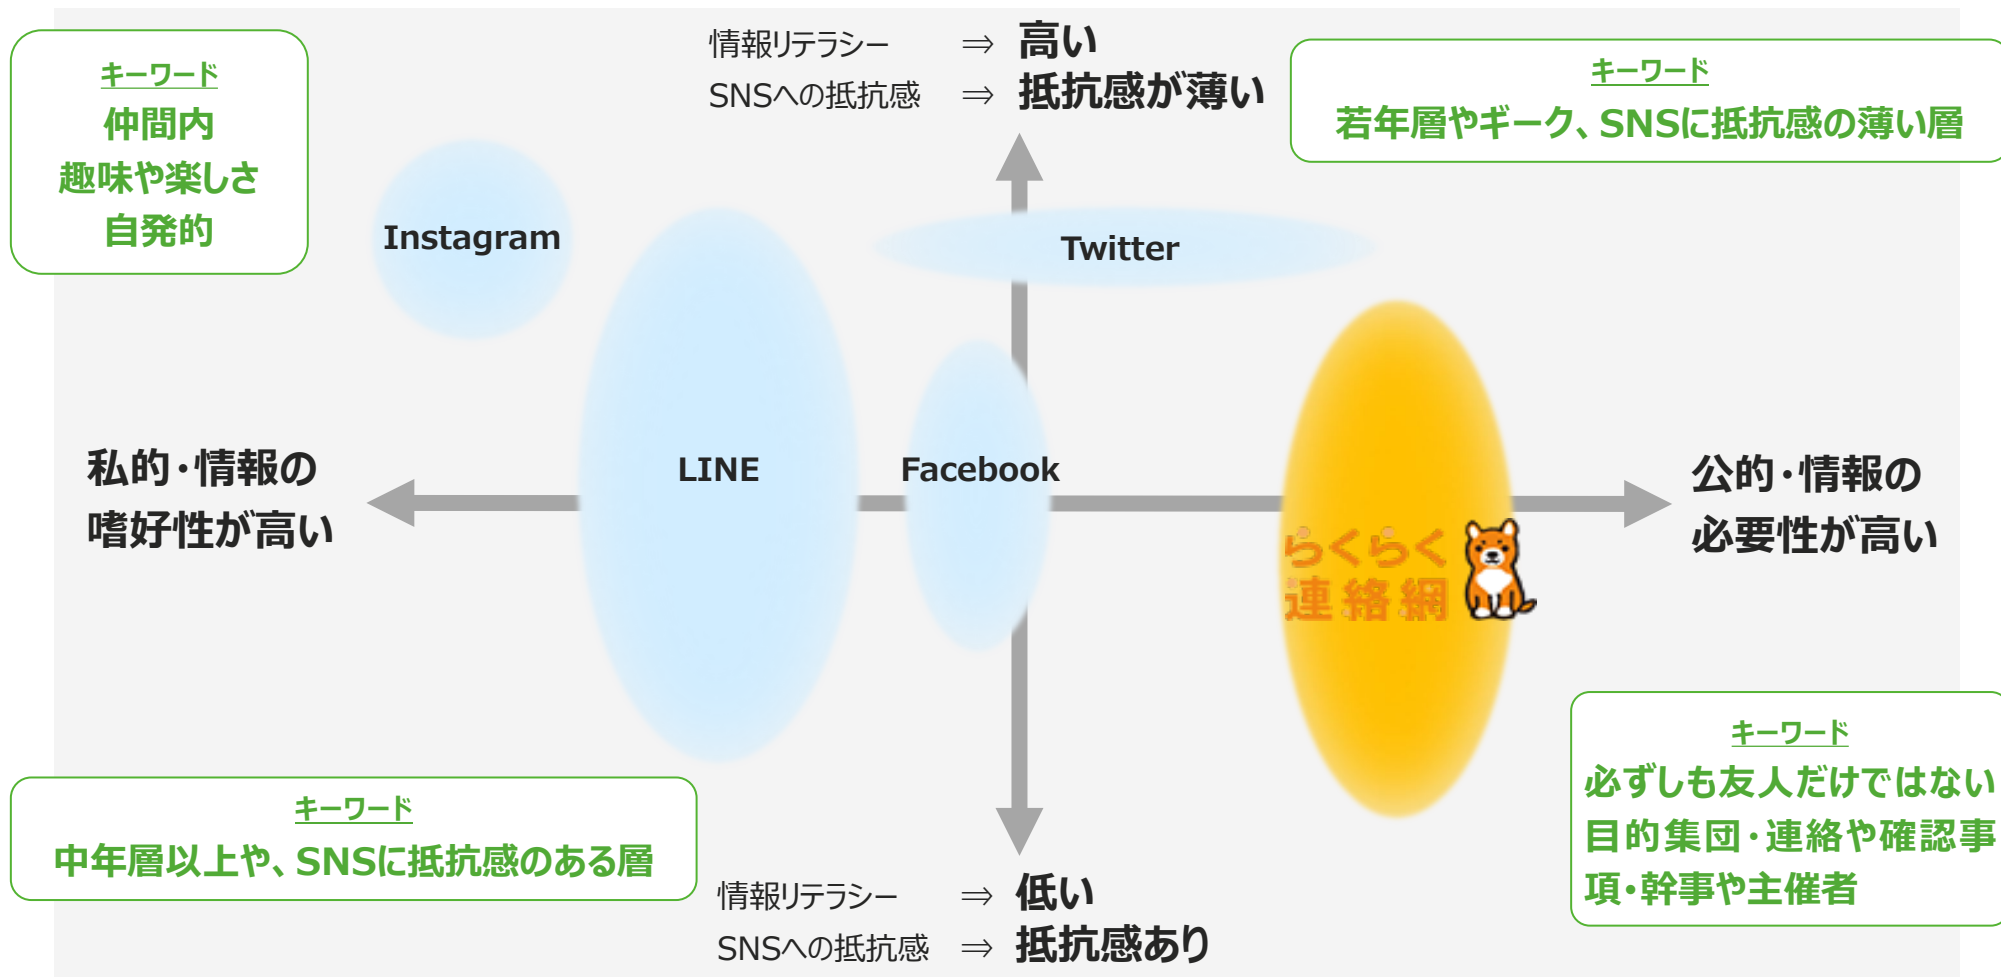 情報リテラシー ⇒ 高い
SNSへの抵抗感 ⇒ 抵抗感が薄い
キーワード
仲間内
趣味や楽しさ
自発的
キーワード
若年層やギーク、SNSに抵抗感の薄い層
Instagram
Twitter
LINE
Facebook
私的・情報の
嗜好性が高い
公的・情報の
必要性が高い
らくらく
連絡網
キーワード
必ずしも友人だけではない
目的集団・連絡や確認事
項・幹事や主催者
キーワード
中年層以上や、SNSに抵抗感のある層
情報リテラシー ⇒ 低い
SNSへの抵抗感 ⇒ 抵抗感あり